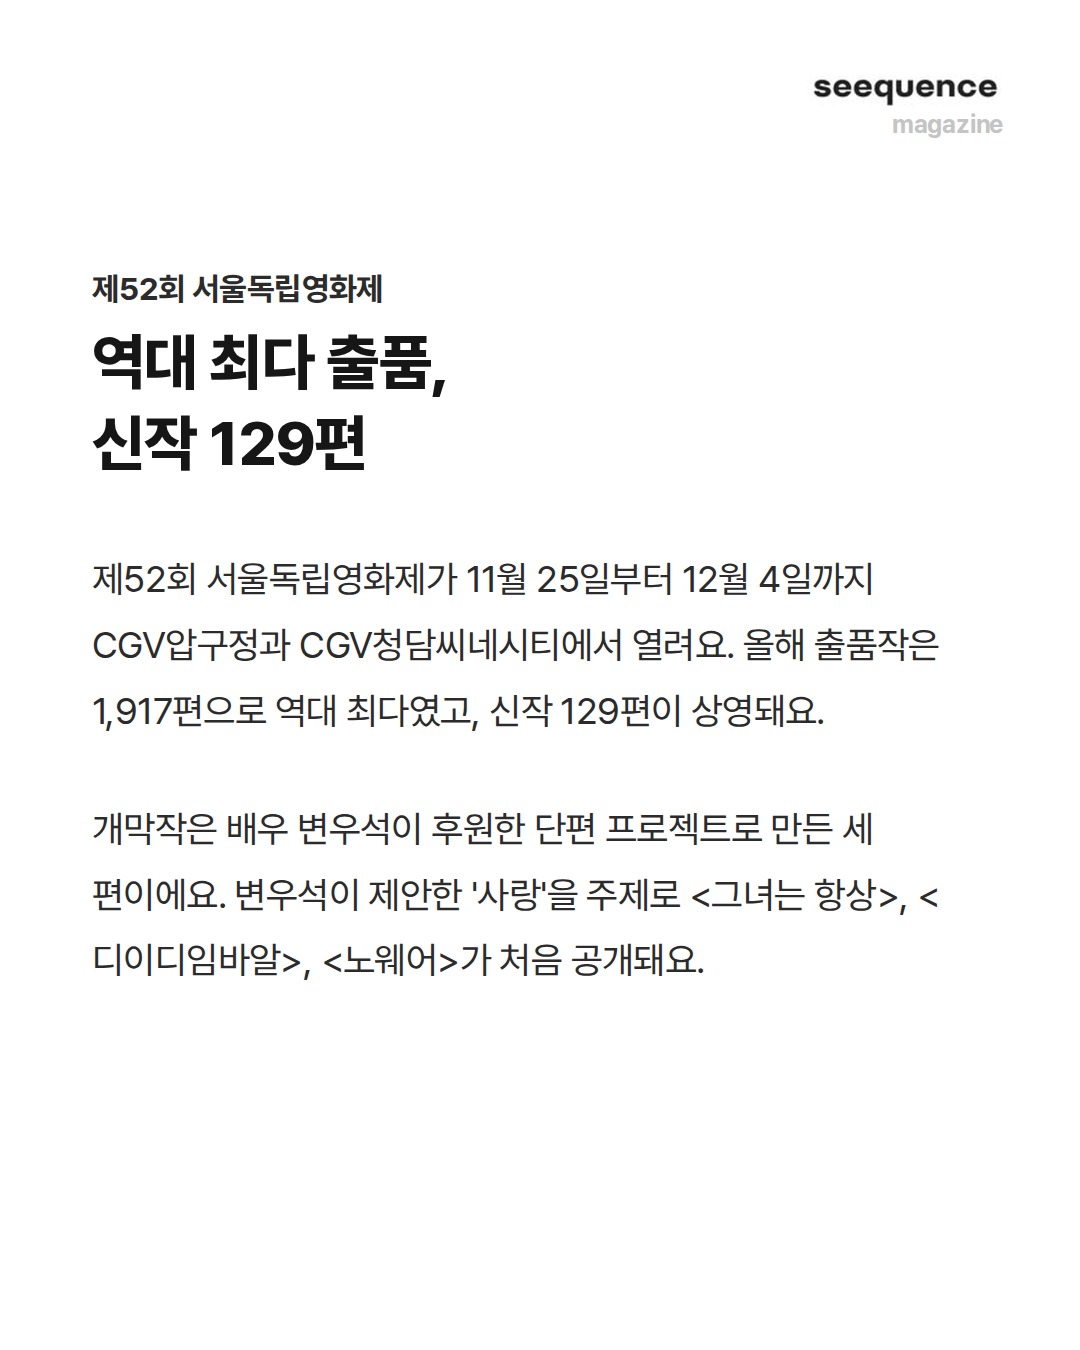 seequence
magazine
제52회 서울독립영화제
역대 최다 출품,
신작 129편
제52회 서울독립영화제가 11월 25일부터 12월 4일까지
CGV압구정과 CGV청담씨네시티에서 열려요. 올해 출품작은
1,917편으로 역대 최다였고, 신작 129편이 상영돼요.
개막작은 배우 변우석이 후원한 단편 프로젝트로 만든 세
편이에요. 변우석이 제안한 '사랑'을 주제로 <그녀는 항상>, <
디이디임바알>, <노웨어>가 처음 공개돼요.